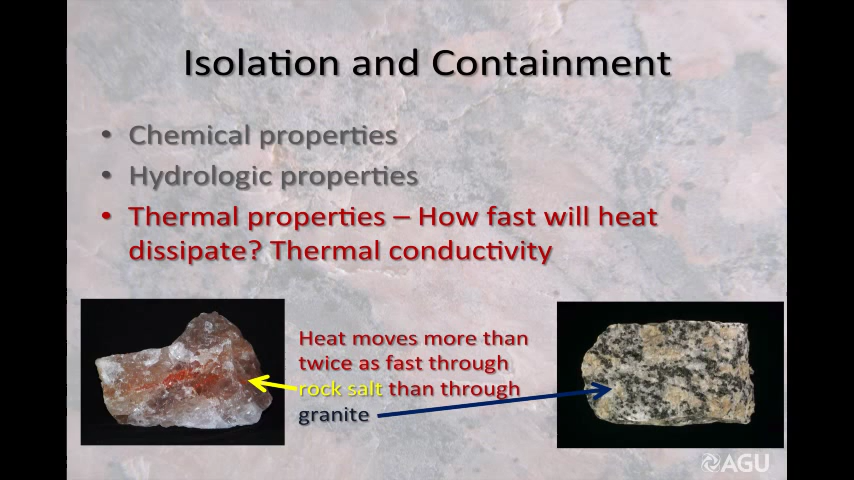 Isolation and Containment
• Chemical properties
• Hydrologic properties
• Thermal properties – How fast will heat
dissipate? Thermal conductivity
Heat moves more than
twice as fast through
rock salt than through
granite
AGU